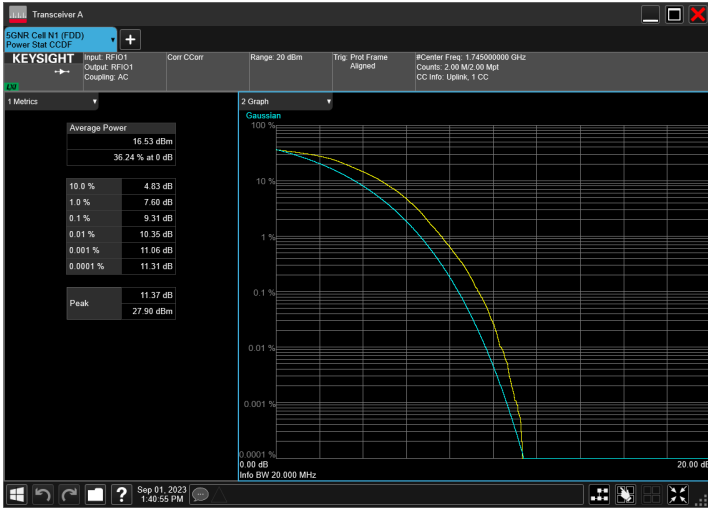 Transceiver A
5GNR Cell N1 (FDD)
Power Stat CCDF
KEYSIGHT
Input: RFIO1
Output: RFIO1
Coupling: AC
Corr CCorr
Range: 20 dBm
Trig: Prot Frame
Aligned
#Center Freq: 1.745000000 GHz
Counts: 2.00 M/2.00 Mpt
CC Info: Uplink, 1 CC
LXI
1 Metrics
Average Power
16.53 dBm
36.24 % at 0 dB
10.0 % 4.83 dB
1.0 % 7.60 dB
0.1 % 9.31 dB
0.01 % 10.35 dB
0.001 % 11.06 dB
0.0001 % 11.31 dB
Peak
11.37 dB
27.90 dBm
2 Graph
Gaussian
100 %
10 %
1 %
0.1 %
0.01 %
0.001 %
0.0001 %
0.00 dB
20.00 dB
Info BW 20.000 MHz
?
Sep 01, 2023
1:40:55 PM